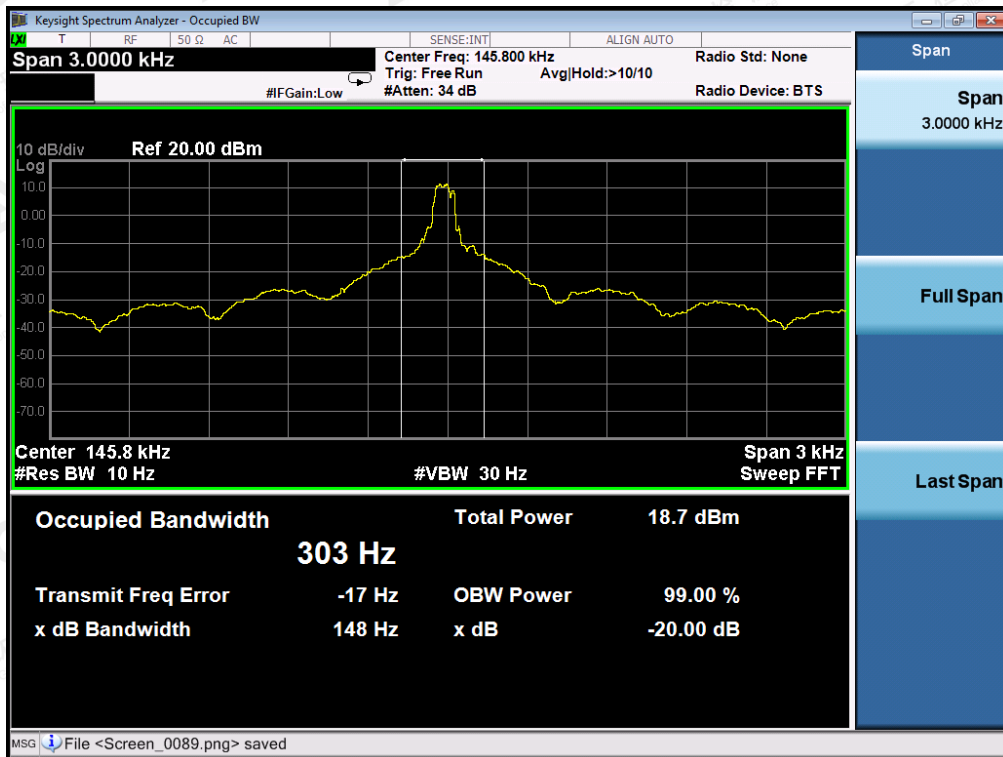 Keysight Spectrum Analyzer - Occupied BW
LXI T RF 50 Ω AC SENSE:INT ALIGN AUTO
Span 3.0000 kHz
Center Freq: 145.800 kHz
Radio Std: None
Trig: Free Run Avg|Hold:>10/10
#IFGain:Low #Atten: 34 dB Radio Device: BTS
10 dB/div Ref 20.00 dBm
Log
10.0
0.00
-10.0
-20.0
-30.0
-40.0
-50.0
-60.0
-70.0
Center 145.8 kHz Span 3 kHz
#Res BW 10 Hz #VBW 30 Hz Sweep FFT
Occupied Bandwidth Total Power 18.7 dBm
303 Hz
Transmit Freq Error -17 Hz OBW Power 99.00 %
x dB Bandwidth 148 Hz x dB -20.00 dB
MSG File <Screen_0089.png> saved
Span
Span
3.0000 kHz
Full Span
Last Span